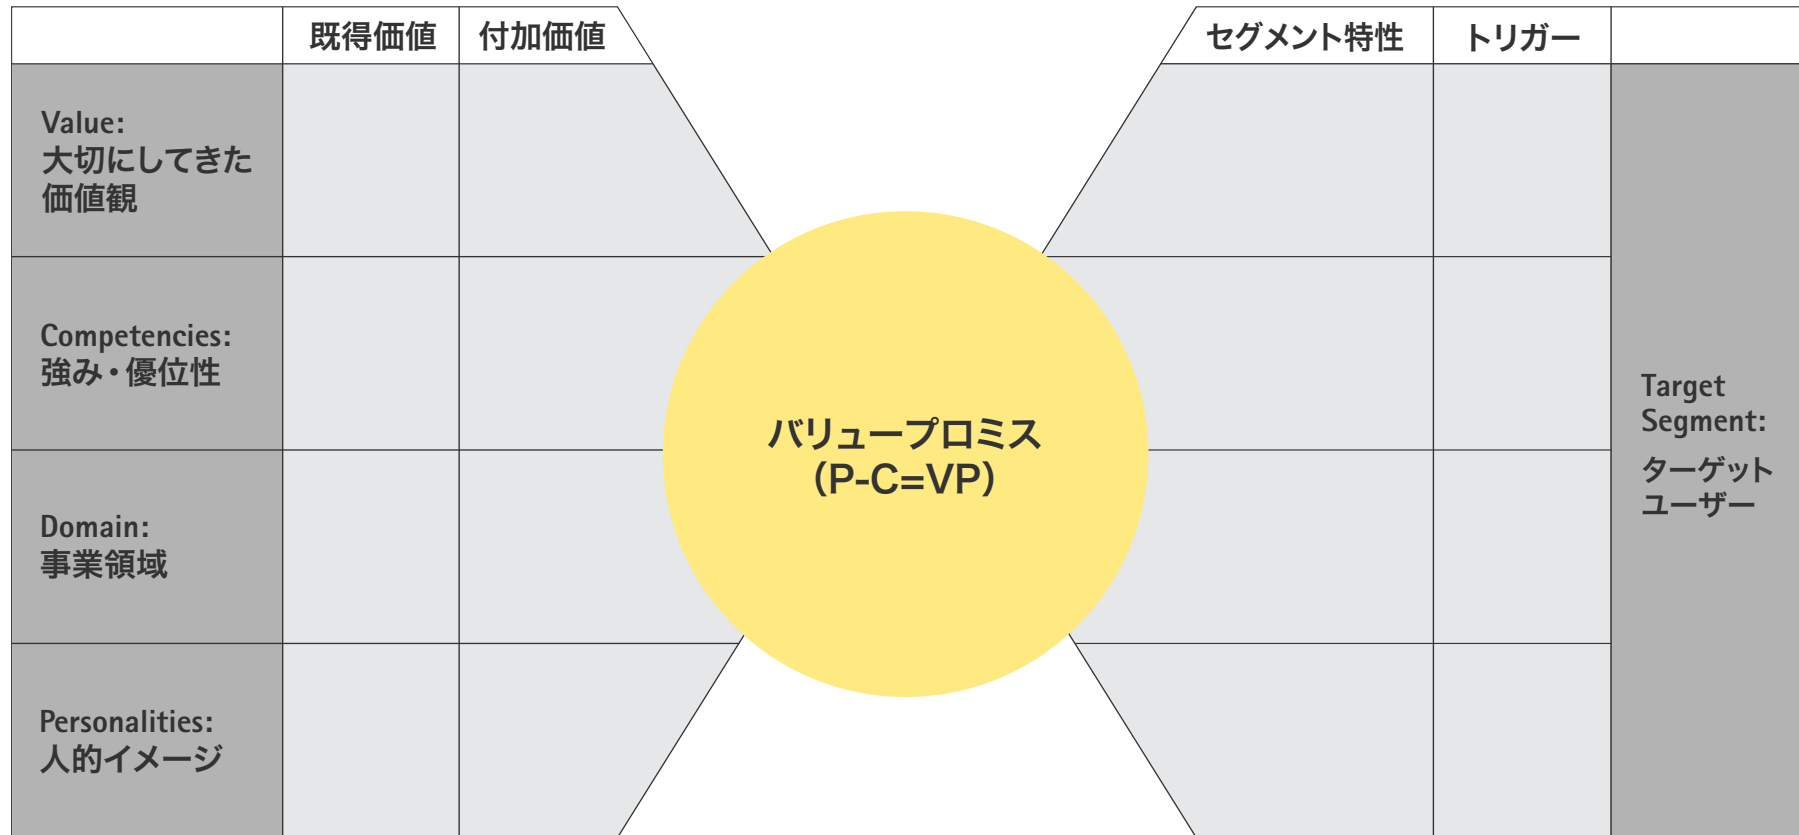 既得価値
付加価値
セグメント特性
トリガー
Value:
大切にしてきた
価値観
Competencies:
強み・優位性
Domain:
事業領域
Personalities:
人的イメージ
バリュープロミス
(P-C=VP)
Target
Segment:
ターゲット
ユーザー